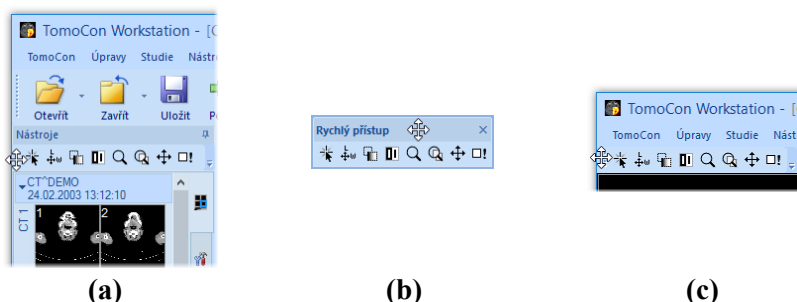 TomoCon Workstation - [C
TomoCon Úpravy Studie Nástr
Otevřít Zavřít Uložit
Nástroje
CT^DEMO
24.02.2003 13:12:10
CT 1
1 2
(a)
Rychlý přístup
(b)
TomoCon Workstation - [
TomoCon Úpravy Studie Nást
(c)